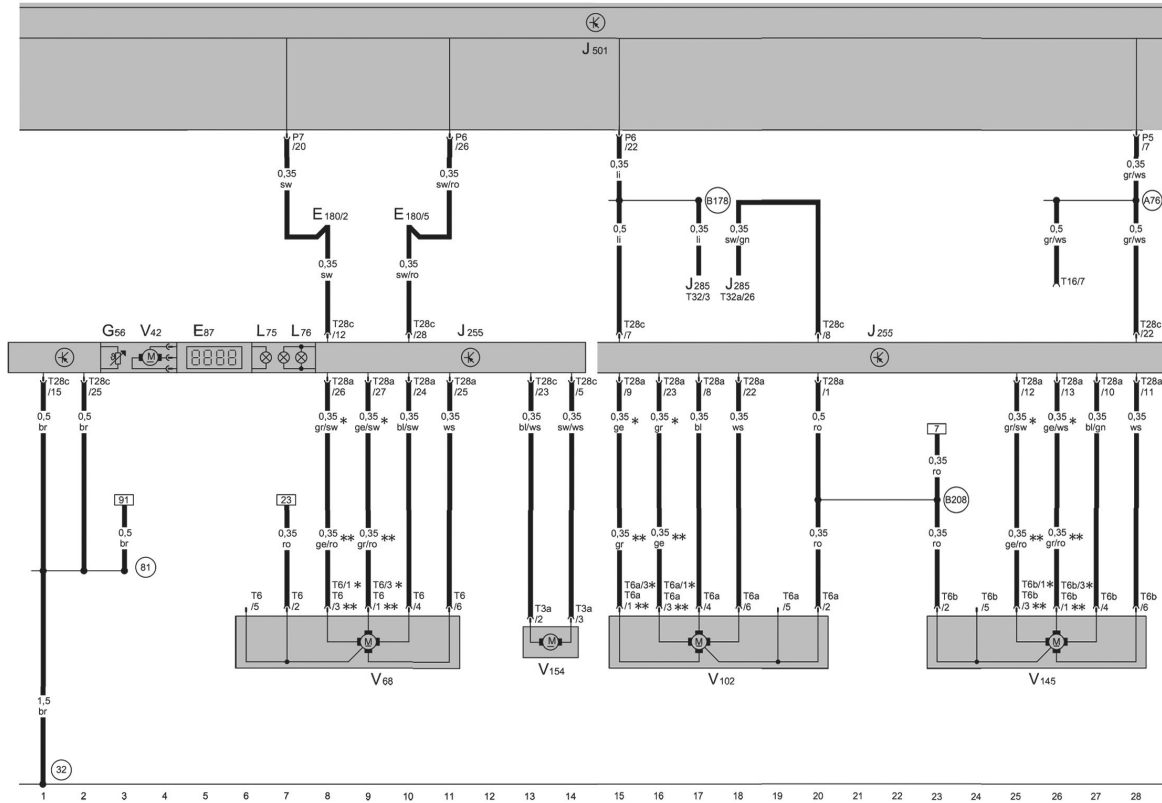 J 501
P7
/20
P6
/26
P6
/22
P5
/7
0,35
sw
0,35
sw/ro
0,35
li
0,35
gr/ws
E 180/2
E 180/5
B178
A76
0,35
sw
0,35
sw/ro
0,5
li
0,35
li
0,35
sw/gn
0,5
gr/ws
0,5
gr/ws
J285
T32/3
J285
T32a/26
T16/7
G56
V42
E87
L75
L76
T28c
/12
T28c
/28
J255
T28c
/7
T28c
/8
J255
T28c
/22
M
T28c
/15
T28c
/25
T28a
/26
T28a
/27
T28a
/24
T28a
/25
T28c
/23
T28c
/5
T28a
/9
T28a
/23
T28a
/8
T28a
/22
T28a
/1
T28a
/12
T28a
/13
T28a
/10
T28a
/11
0,5
br
0,5
br
0,35
gr/sw *
0,35
ge/sw *
0,35
bl/sw
0,35
ws
0,35
bl/ws
0,35
sw/ws
0,35
ge *
0,35
gr *
0,35
bl
0,35
ws
0,5
ro
7
0,35
gr/sw *
0,35
ge/ws *
0,35
bl/gn
0,35
ws
0,35
ro
91
23
B208
0,5
br
0,35
ro
0,35
ge/ro **
0,35
gr/ro **
0,35
gr **
0,35
ge **
0,35
ro
0,35
ro
0,35
ge/ro **
0,35
gr/ro **
81
T6
/5
T6
/2
T6/1 *
T6
/3 **
T6/3 *
T6
/1 **
T6
/4
T6
/6
T3a
/2
T3a
/3
T6a/3 *
T6a
/1 **
T6a/1 *
T6a
/3 **
T6a
/4
T6a
/6
T6a
/5
T6a
/2
T6b
/2
T6b
/5
T6b/1 *
T6b
/3 **
T6b/3 *
T6b
/1 **
T6b
/4
T6b
/6
M
M
M
M
V68
V154
V102
V145
1,5
br
32
1 2 3 4 5 6 7 8 9 10 11 12 13 14 15 16 17 18 19 20 21 22 23 24 25 26 27 28